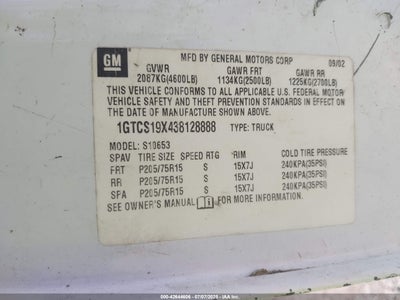 GM
MFD BY GENERAL MOTORS CORP 09/02
GVWR GAWR FRT GAWR RR
2087KG(4600LB) 1134KG(2500LB) 1225KG(2700LB)
THIS VEHICLE CONFORMS TO ALL APPLICABLE U.S. FEDERAL MOTOR
VEHICLE SAFETY AND THEFT PREVENTION STANDARDS IN EFFECT ON
THE DATE OF MANUFACTURE SHOWN ABOVE.
1GTCS19X438128888 TYPE: TRUCK
MODEL: S10653
SPAV TIRE SIZE SPEED RTG RIM COLD TIRE PRESSURE
FRT P205/75R15 S 15X7J 240KPA(35PSI)
RR P205/75R15 S 15X7J 240KPA(35PSI)
SFA P205/75R15 S 15X7J 240KPA(35PSI)
SEE OWNER'S MANUAL FOR MORE INFORMATION.